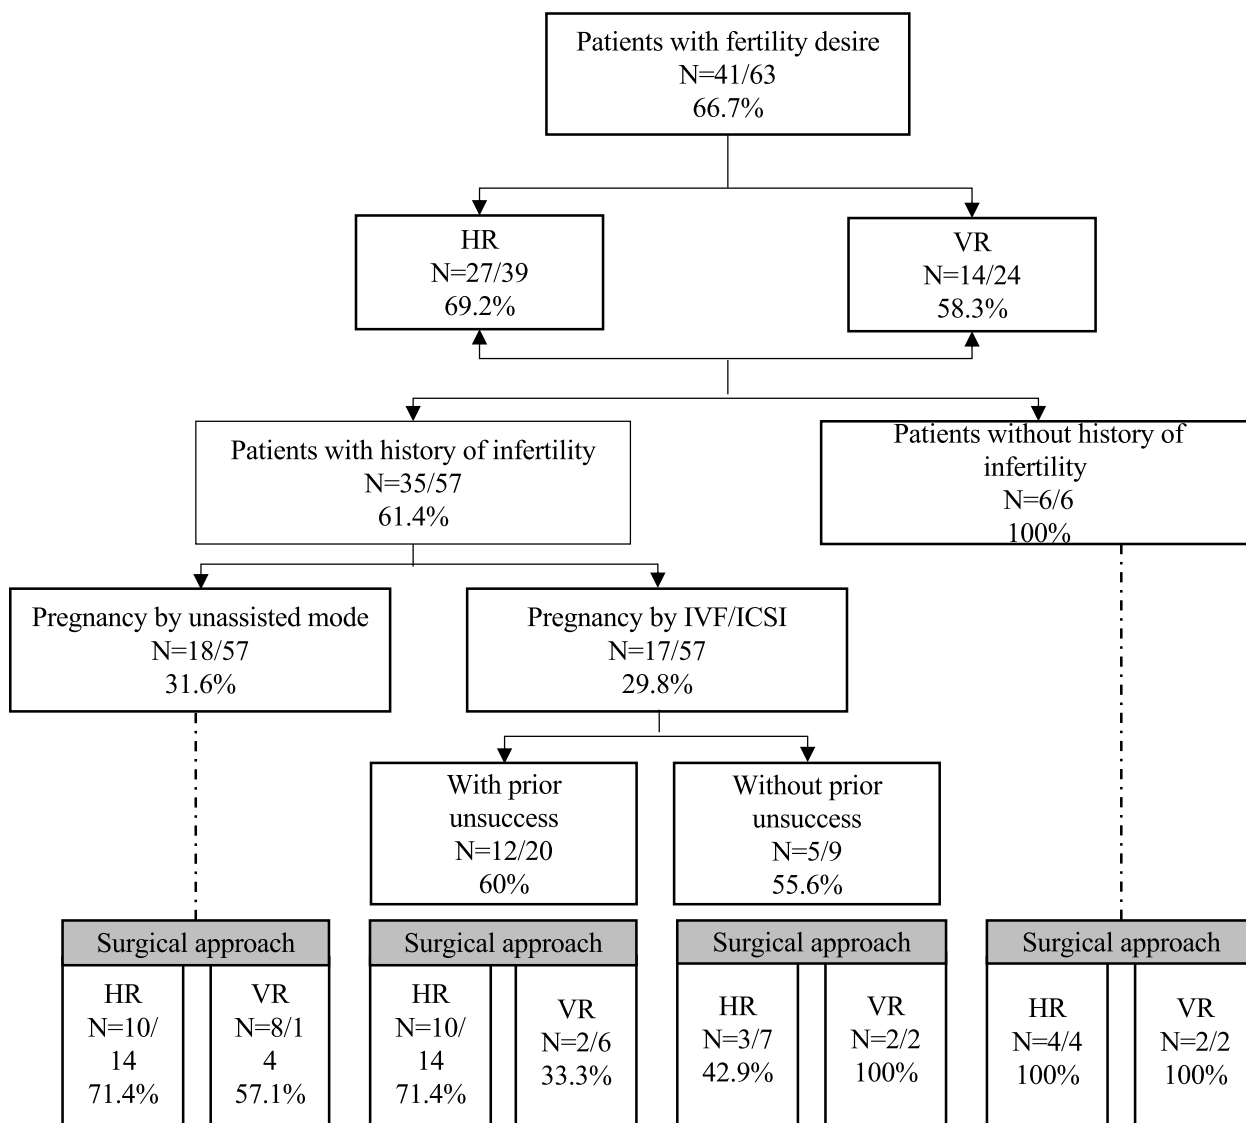 Patients with fertility desire
N=41/63
66.7%
HR
N=27/39
69.2%
VR
N=14/24
58.3%
Patients with history of infertility
N=35/57
61.4%
Patients without history of
infertility
N=6/6
100%
Pregnancy by unassisted mode
N=18/57
31.6%
Pregnancy by IVF/ICSI
N=17/57
29.8%
With prior
unsuccess
N=12/20
60%
Without prior
unsuccess
N=5/9
55.6%
Surgical approach
HR
N=10/
14
71.4%
VR
N=8/1
4
57.1%
Surgical approach
HR
N=10/
14
71.4%
VR
N=2/6
33.3%
Surgical approach
HR
N=3/7
42.9%
VR
N=2/2
100%
Surgical approach
HR
N=4/4
100%
VR
N=2/2
100%